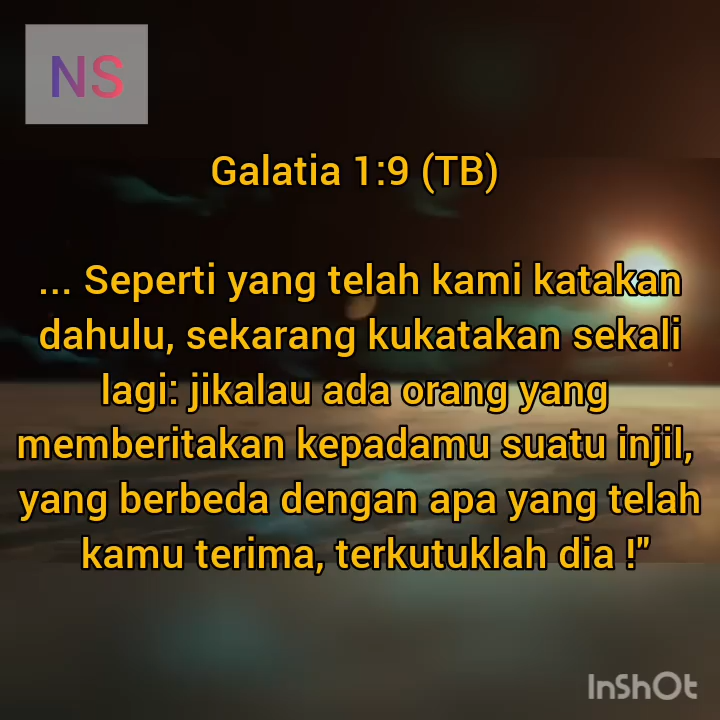 NS
Galatia 1:9 (TB)
... Seperti yang telah kami katakan
dahulu, sekarang kukatakan sekali
lagi: jikalau ada orang yang
memberitakan kepadamu suatu injil,
yang berbeda dengan apa yang telah
kamu terima, terkutuklah dia !"
InShOt